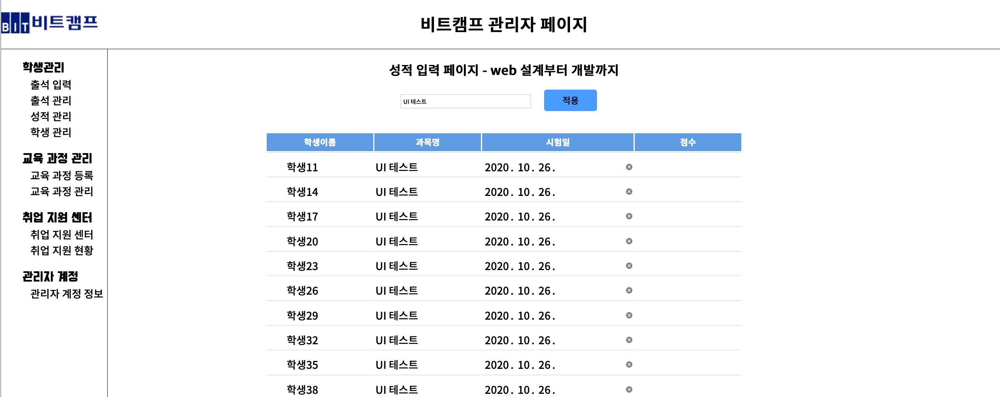 BIT 비트캠프
비트캠프 관리자 페이지
학생관리
출석 입력
출석 관리
성적 관리
학생 관리
교육 과정 관리
교육 과정 등록
교육 과정 관리
취업 지원 센터
취업 지원 센터
취업 지원 현황
관리자 계정
관리자 계정 정보
성적 입력 페이지 - web 설계부터 개발까지
UI 테스트 적용
학생이름 과목명 시험일 점수
학생11 UI 테스트 2020. 10. 26.
학생14 UI 테스트 2020. 10. 26.
학생17 UI 테스트 2020. 10. 26.
학생20 UI 테스트 2020. 10. 26.
학생23 UI 테스트 2020. 10. 26.
학생26 UI 테스트 2020. 10. 26.
학생29 UI 테스트 2020. 10. 26.
학생32 UI 테스트 2020. 10. 26.
학생35 UI 테스트 2020. 10. 26.
학생38 UI 테스트 2020. 10. 26.